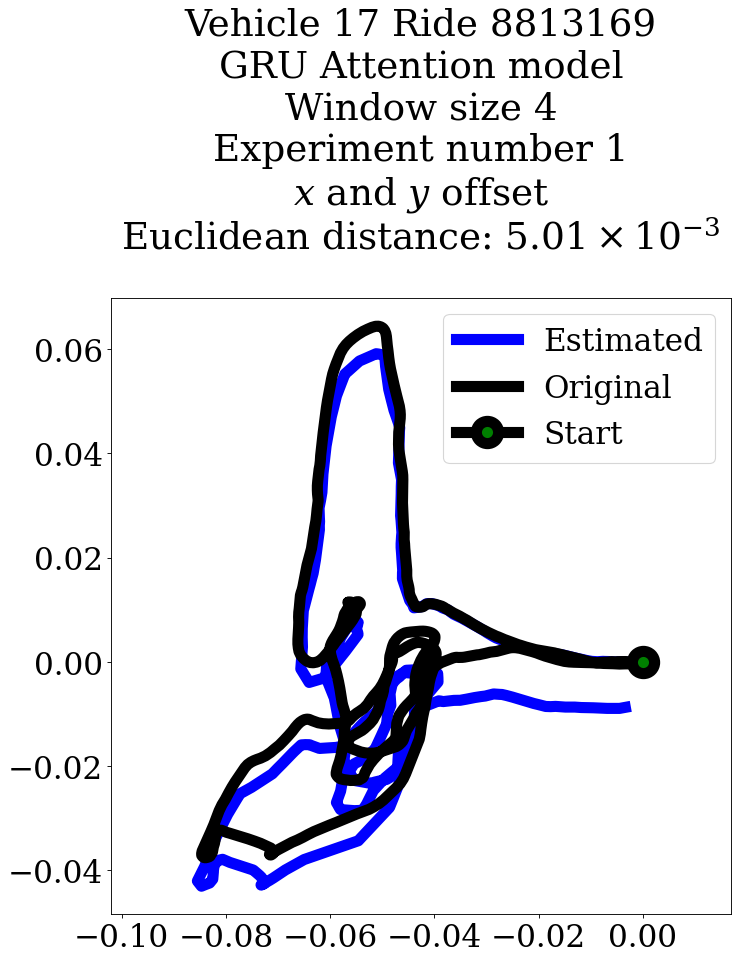 Vehicle 17 Ride 8813169
GRU Attention model
Window size 4
Experiment number 1
x and y offset
Euclidean distance: 5.01 × 10⁻³
Estimated
Original
Start
0.06
0.04
0.02
0.00
−0.02
−0.04
−0.10 −0.08 −0.06 −0.04 −0.02 0.00